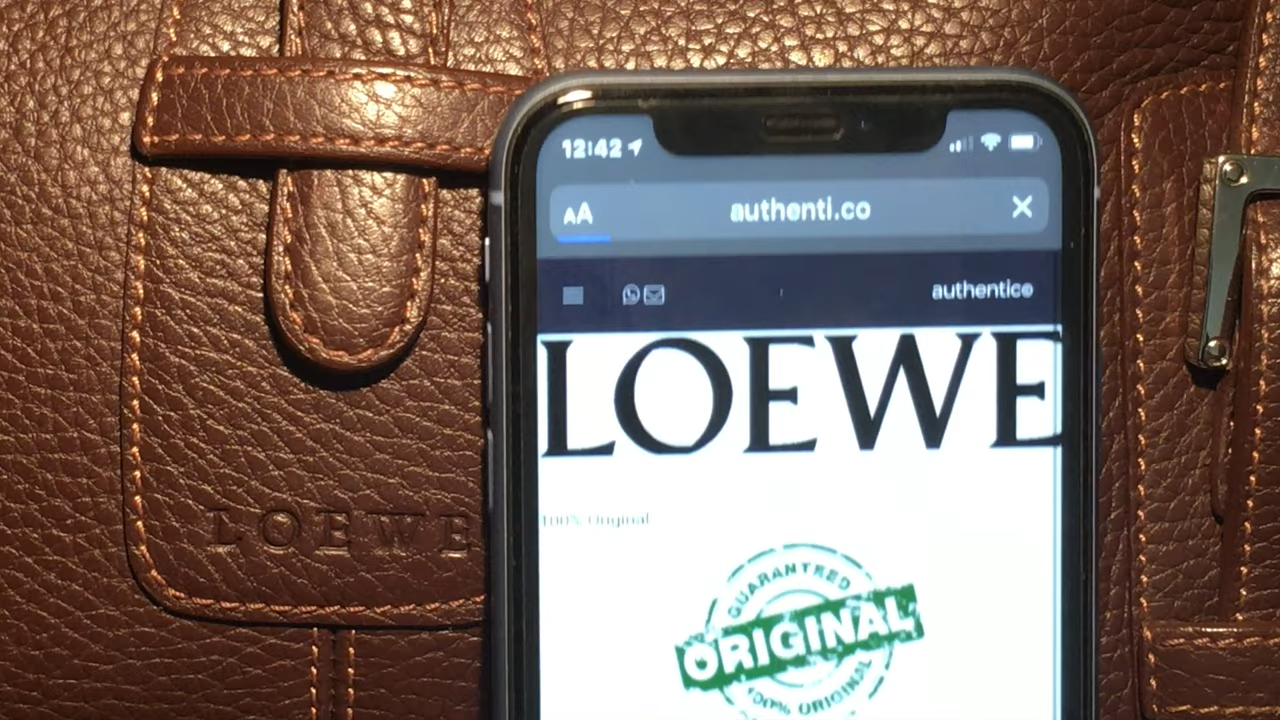 12:42
AA authenti.co
authentico
LOEWE
LOEWE
100% Original
GUARANTEED
ORIGINAL
100% ORIGINAL